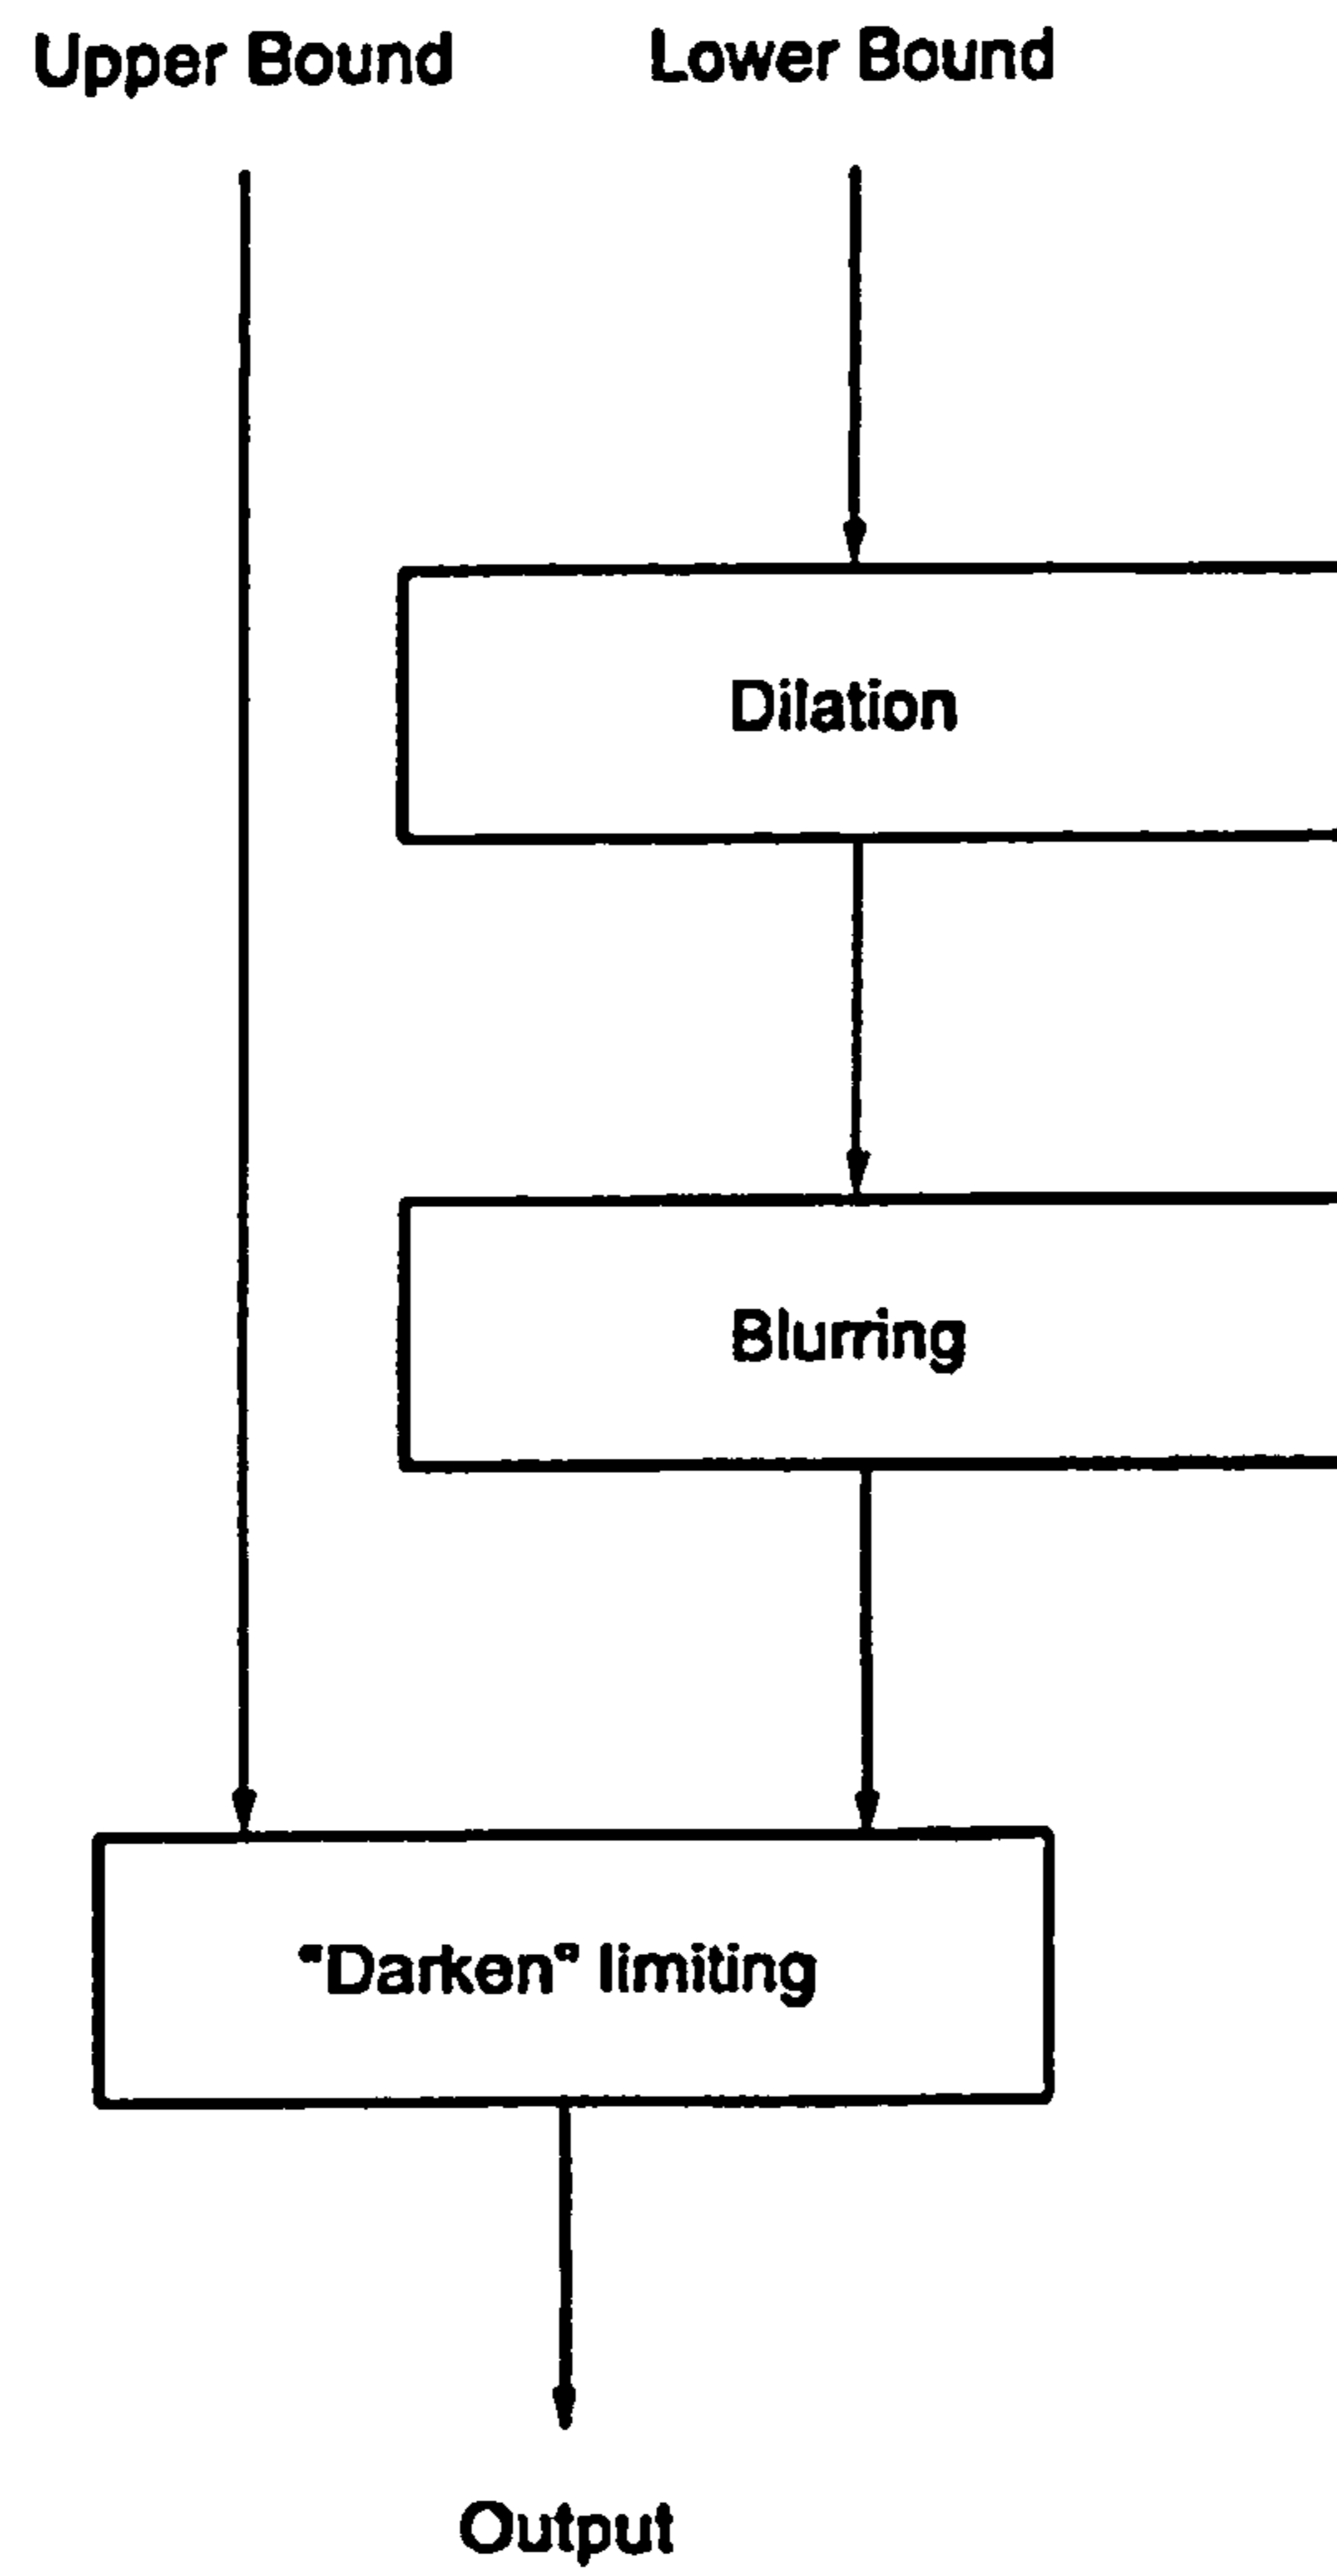 Upper Bound
Lower Bound
Dilation
Blurring
"Darken" limiting
Output